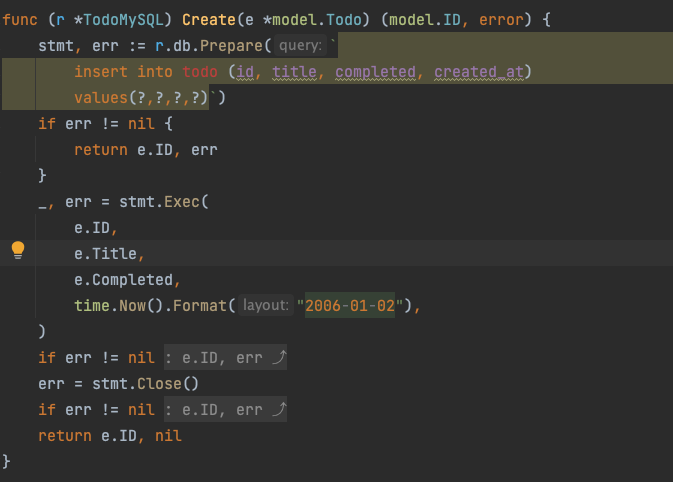 func (r *TodoMySQL) Create(e *model.Todo) (model.ID, error) {
    stmt, err := r.db.Prepare( query: `
        insert into todo (id, title, completed, created_at)
        values(?,?,?,?)`)
    if err != nil {
        return e.ID, err
    }
    _, err = stmt.Exec(
        e.ID,
        e.Title,
        e.Completed,
        time.Now().Format( layout: "2006-01-02"),
    )
    if err != nil : e.ID, err ⤴
    err = stmt.Close()
    if err != nil : e.ID, err ⤴
    return e.ID, nil
}